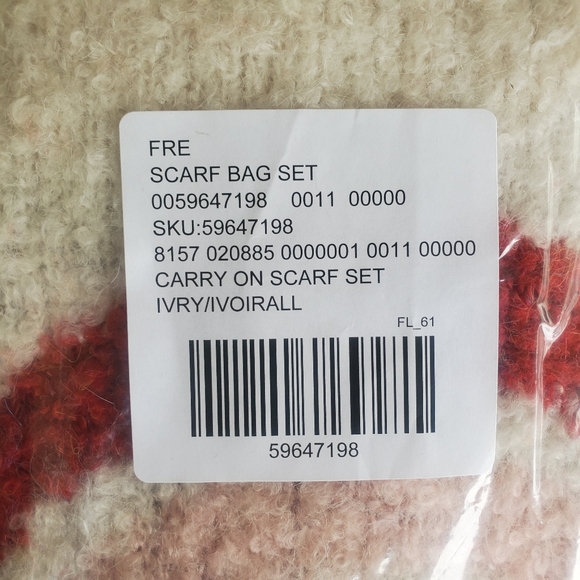 FRE
SCARF BAG SET
0059647198 0011 00000
SKU:59647198
8157 020885 0000001 0011 00000
CARRY ON SCARF SET
IVRY/IVOIRALL
FL_61
59647198